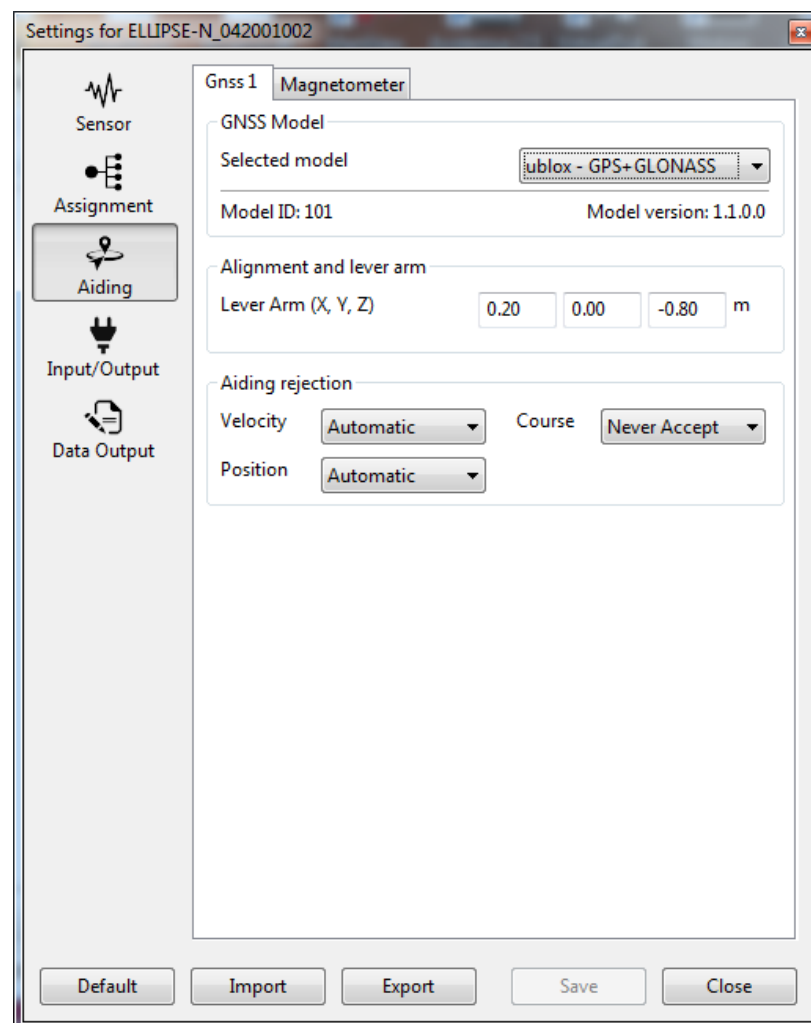 Settings for ELLIPSE-N_042001002
Sensor
Assignment
Aiding
Input/Output
Data Output
Gnss 1 Magnetometer
GNSS Model
Selected model ublox - GPS+GLONASS
Model ID: 101 Model version: 1.1.0.0
Alignment and lever arm
Lever Arm (X, Y, Z) 0.20 0.00 -0.80 m
Aiding rejection
Velocity Automatic Course Never Accept
Position Automatic
Default Import Export Save Close